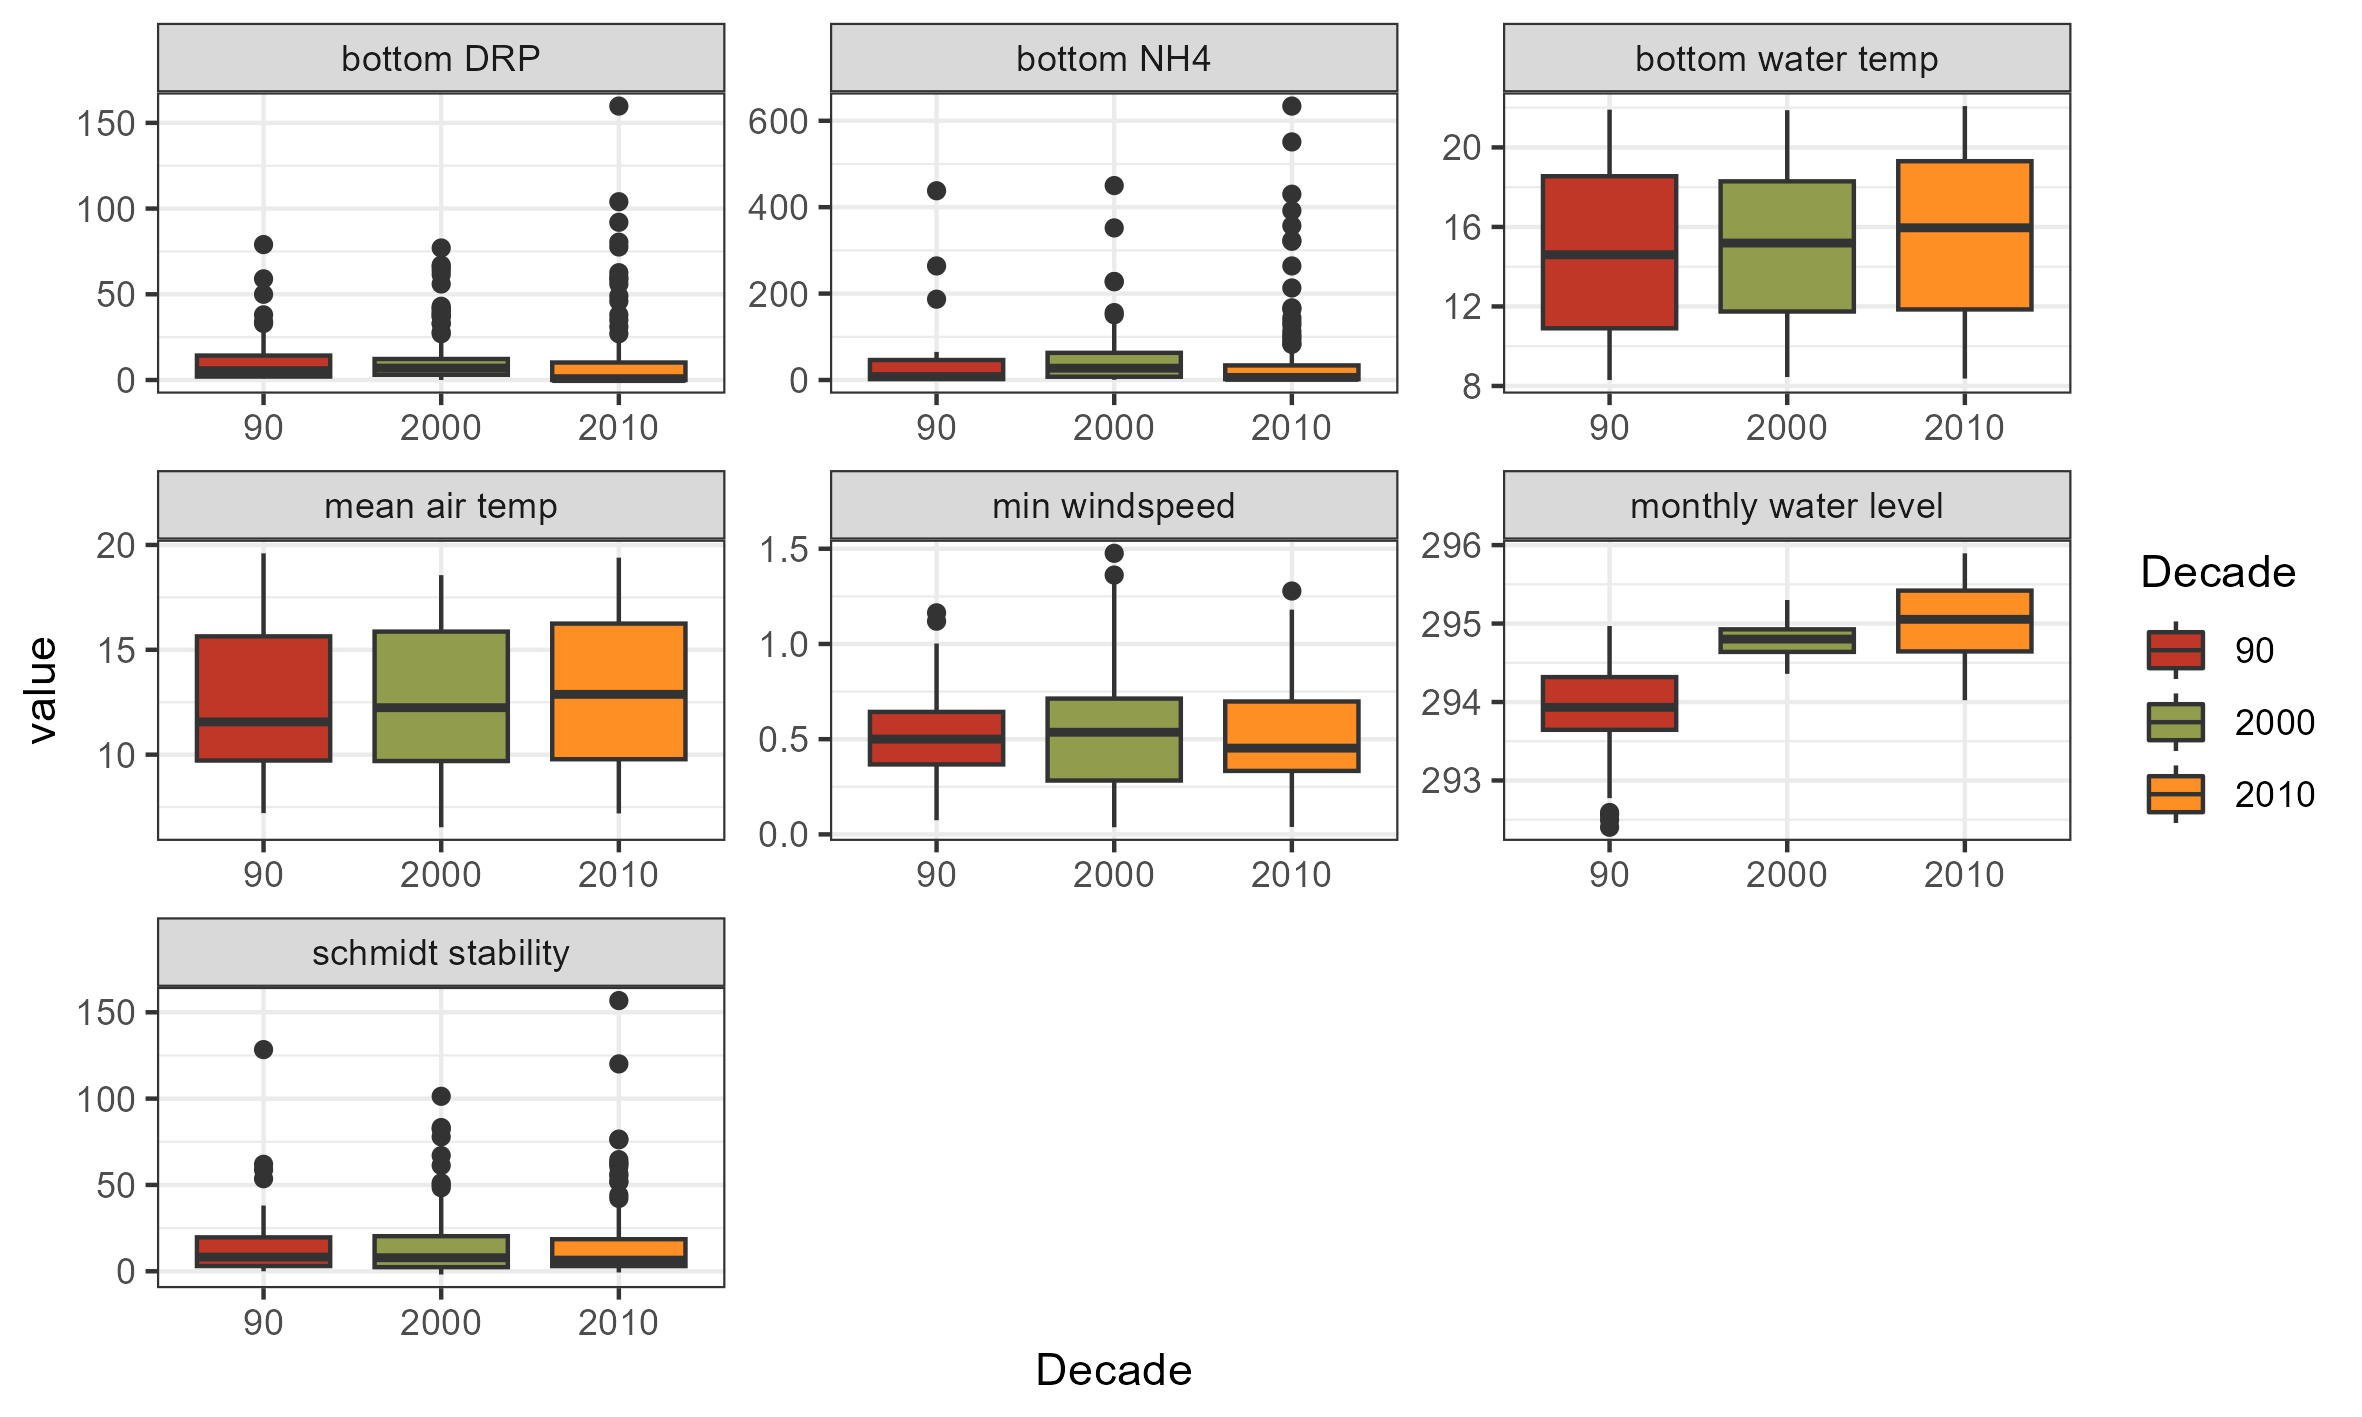 bottom DRP
bottom NH4
bottom water temp
150
100
50
0
90 2000 2010
600
400
200
0
90 2000 2010
20
16
12
8
90 2000 2010
mean air temp
min windspeed
monthly water level
20
15
10
90 2000 2010
1.5
1.0
0.5
0.0
90 2000 2010
296
295
294
293
90 2000 2010
schmidt stability
150
100
50
0
90 2000 2010
value
Decade
Decade
90
2000
2010